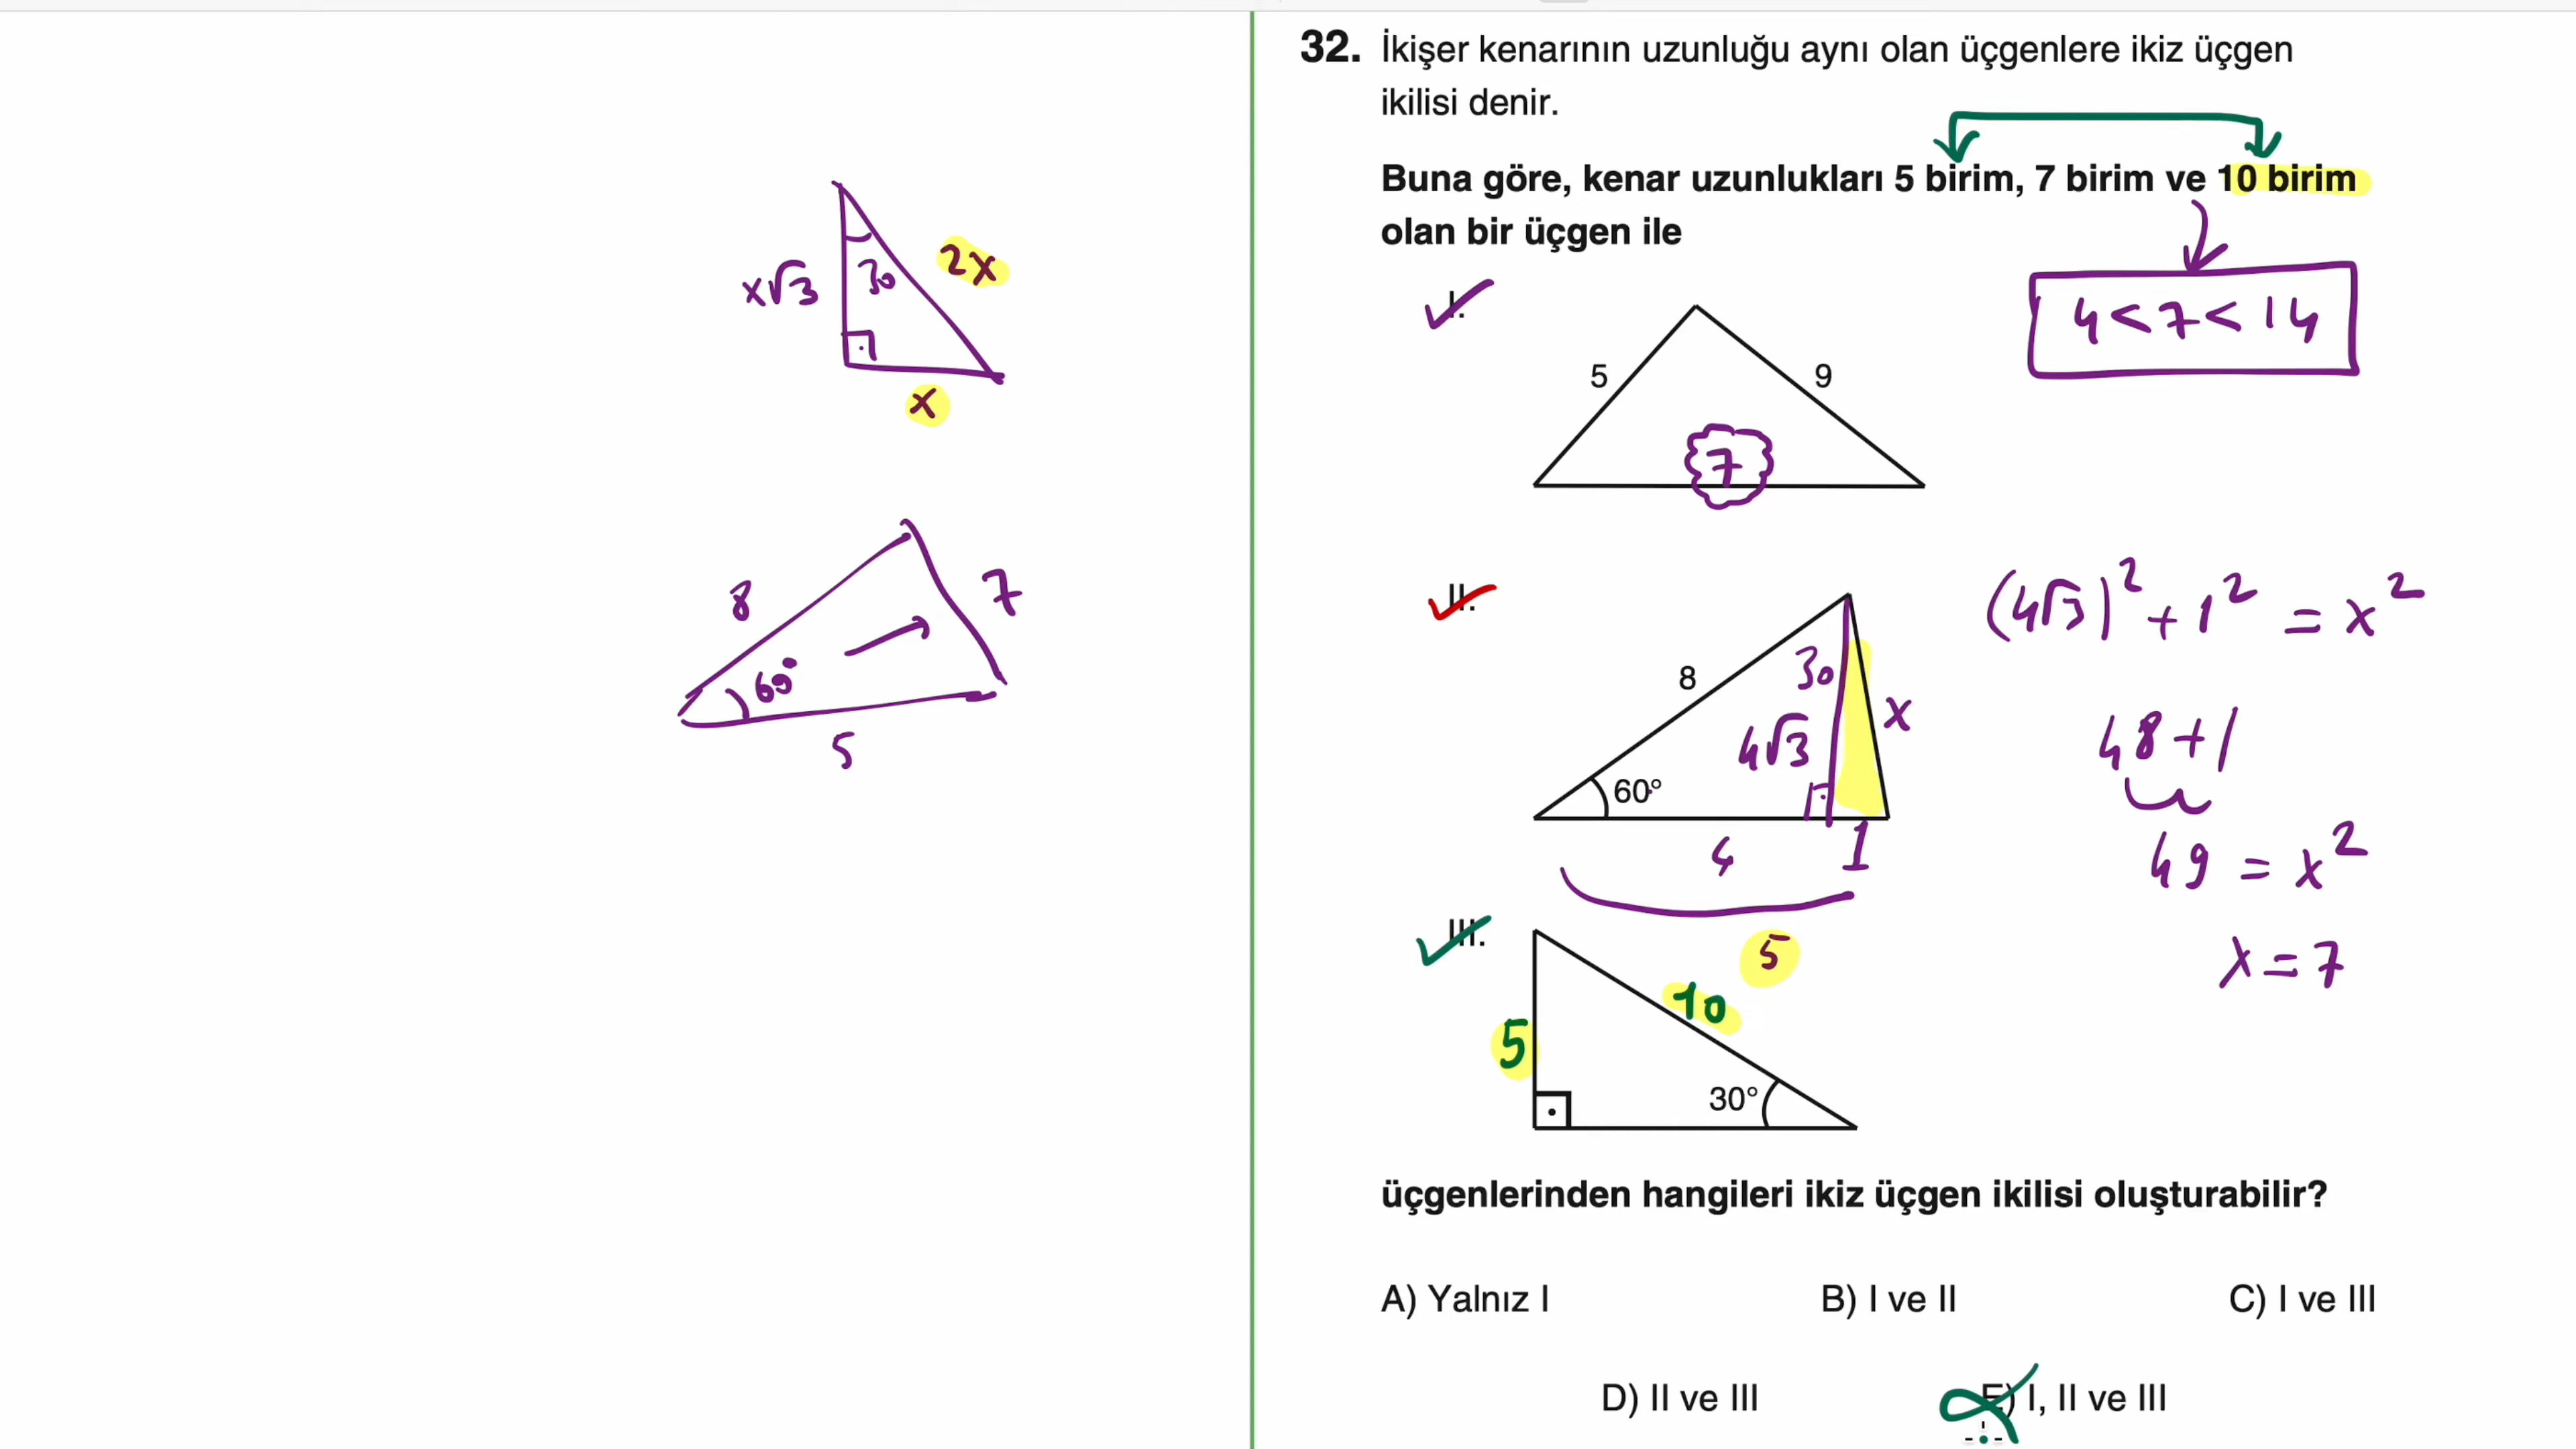 32. İkişer kenarının uzunluğu aynı olan üçgenlere ikiz üçgen
ikilisi denir.
Buna göre, kenar uzunlukları 5 birim, 7 birim ve 10 birim
olan bir üçgen ile
4 < 7 < 14
I.
5
9
7
II.
8
30
4√3
x
60°
4
1
5
(4√3)² + 1² = x²
48 + 1
49 = x²
x = 7
III.
10
5
30°
üçgenlerinden hangileri ikiz üçgen ikilisi oluşturabilir?
A) Yalnız I
B) I ve II
C) I ve III
D) II ve III
E) I, II ve III
x√3
30
2x
x
8
7
60°
5